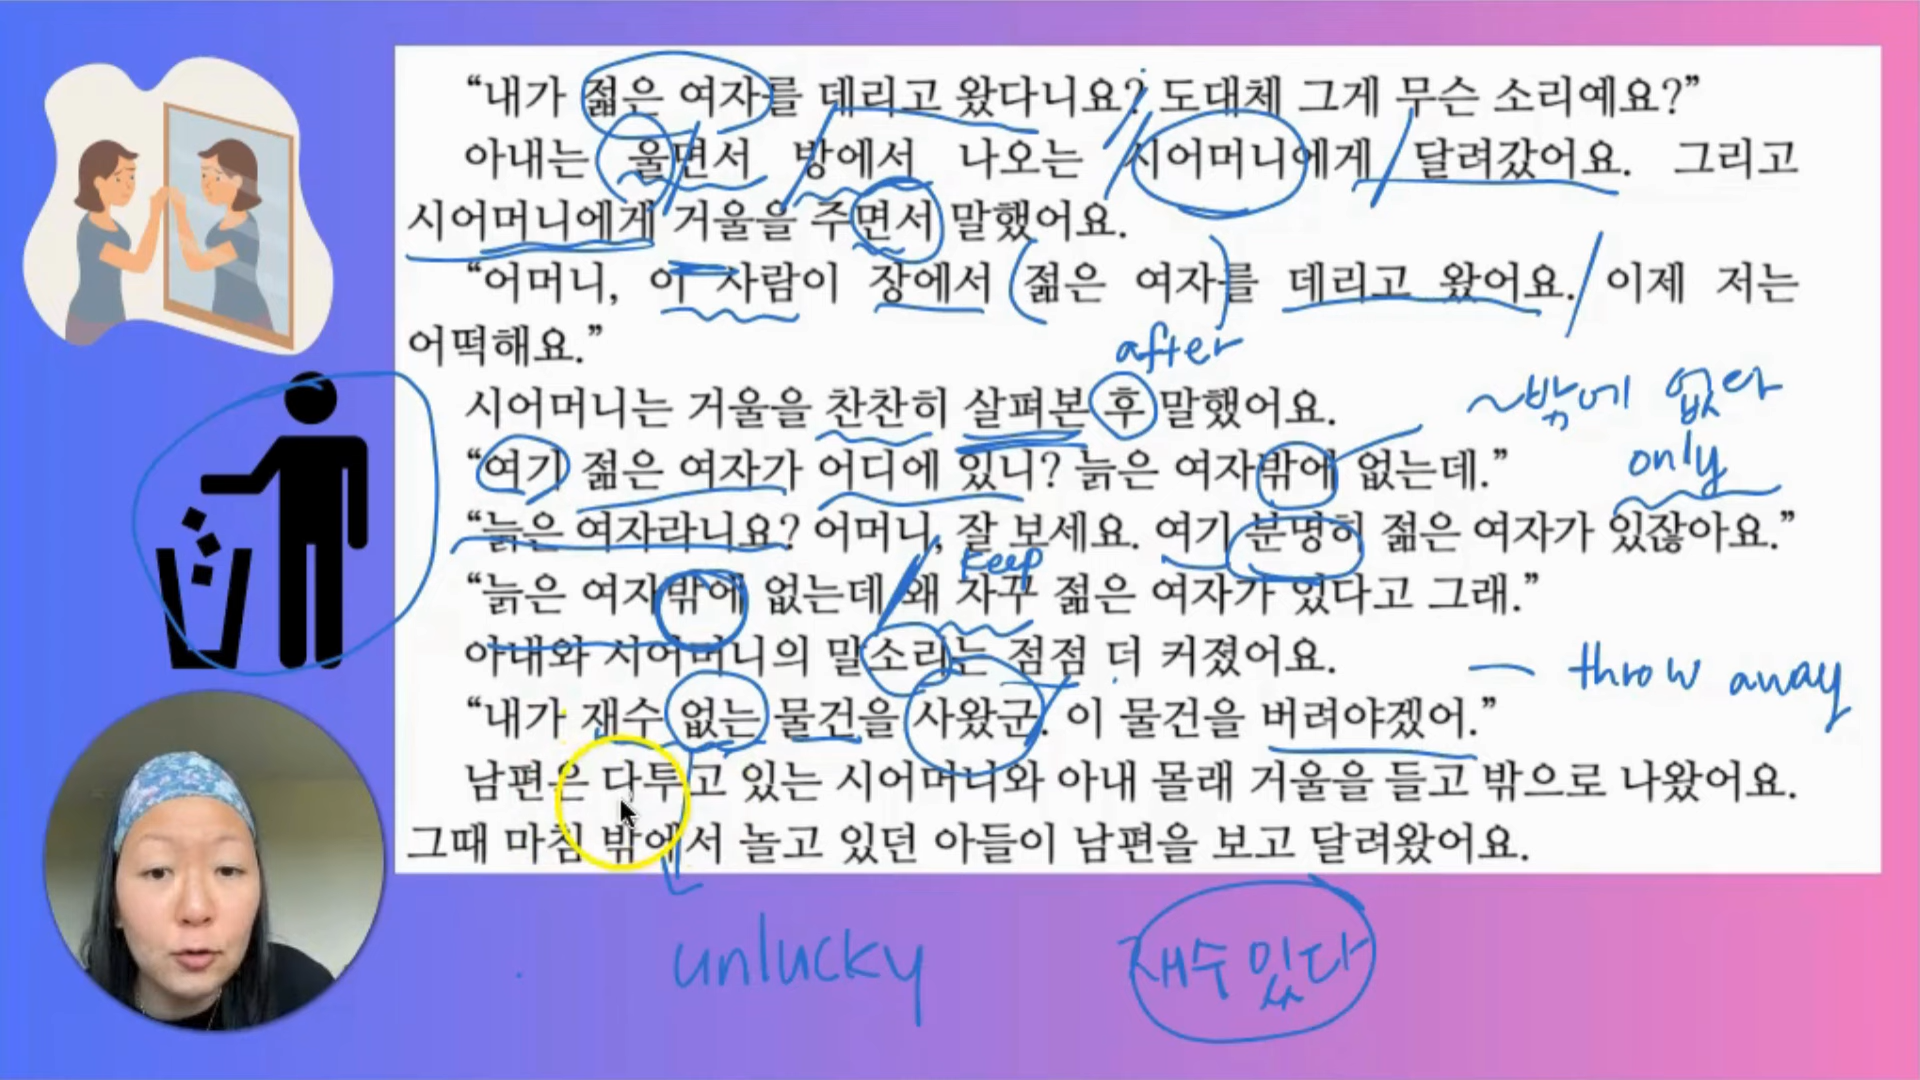 “내가 젊은 여자를 데리고 왔다니요? 도대체 그게 무슨 소리예요?”
아내는 울면서 방에서 나오는 시어머니에게 달려갔어요. 그리고
시어머니에게 거울을 주면서 말했어요.
“어머니, 이 사람이 장에서 젊은 여자를 데리고 왔어요. 이제 저는
어떡해요.”
after
시어머니는 거울을 찬찬히 살펴본 후 말했어요.
~밖에 없다
“여기 젊은 여자가 어디에 있니? 늙은 여자밖에 없는데.”
only
“늙은 여자라니요? 어머니, 잘 보세요. 여기 분명히 젊은 여자가 있잖아요.”
keep
“늙은 여자밖에 없는데 왜 자꾸 젊은 여자가 있다고 그래.”
아내와 시어머니의 말소리는 점점 더 커졌어요.
— throw away
“내가 재수 없는 물건을 사왔군. 이 물건을 버려야겠어.”
남편은 다투고 있는 시어머니와 아내 몰래 거울을 들고 밖으로 나왔어요.
그때 마침 밖에서 놀고 있던 아들이 남편을 보고 달려왔어요.
unlucky
재수 있다